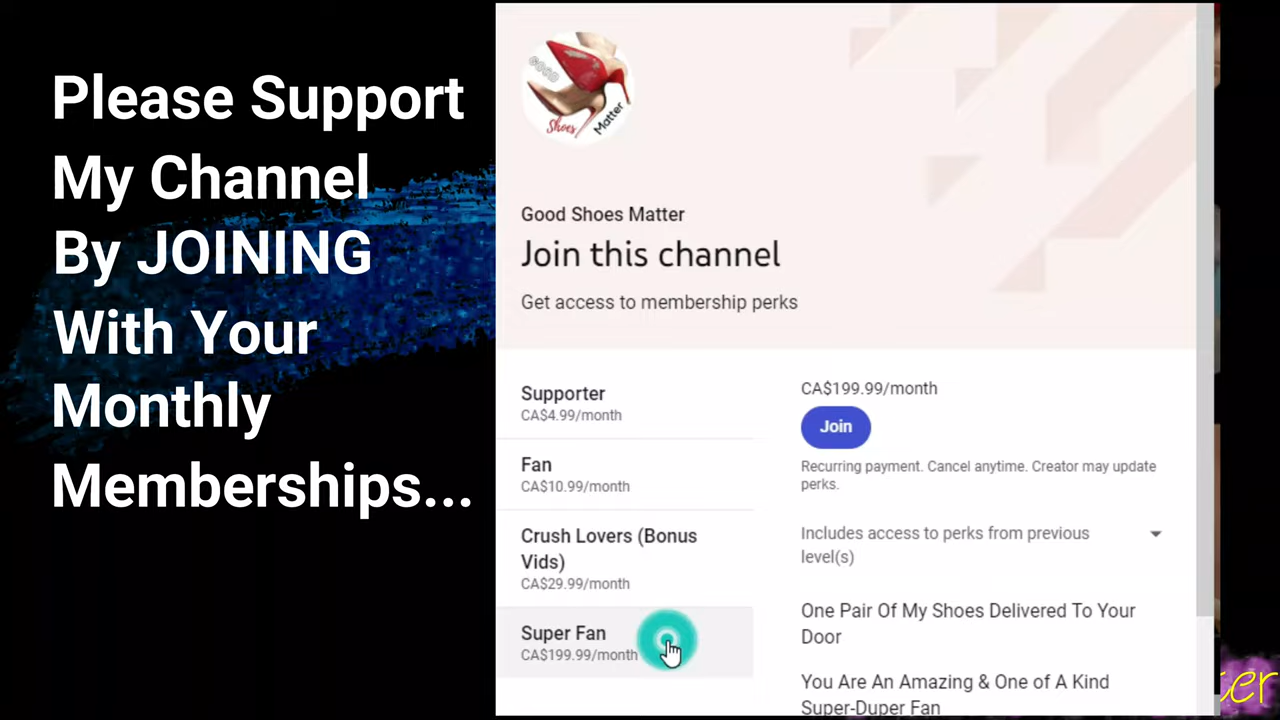 Please Support
My Channel
By JOINING
With Your
Monthly
Memberships...
GOOD
Shoes
Matter
Good Shoes Matter
Join this channel
Get access to membership perks
Supporter
CA$4.99/month
Fan
CA$10.99/month
Crush Lovers (Bonus
Vids)
CA$29.99/month
Super Fan
CA$199.99/month
CA$199.99/month
Join
Recurring payment. Cancel anytime. Creator may update
perks.
Includes access to perks from previous
level(s)
One Pair Of My Shoes Delivered To Your
Door
You Are An Amazing & One of A Kind
Super-Duper Fan